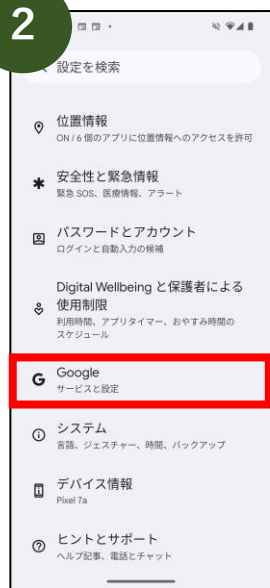 2
設定を検索
位置情報
ON / 6 個のアプリに位置情報へのアクセスを許可
安全性と緊急情報
緊急 SOS、医療情報、アラート
パスワードとアカウント
ログインと自動入力の候補
Digital Wellbeing と保護者による
使用制限
利用時間、アプリタイマー、おやすみ時間の
スケジュール
G Google
サービスと設定
システム
言語、ジェスチャー、時間、バックアップ
デバイス情報
Pixel 7a
ヒントとサポート
ヘルプ記事、電話とチャット